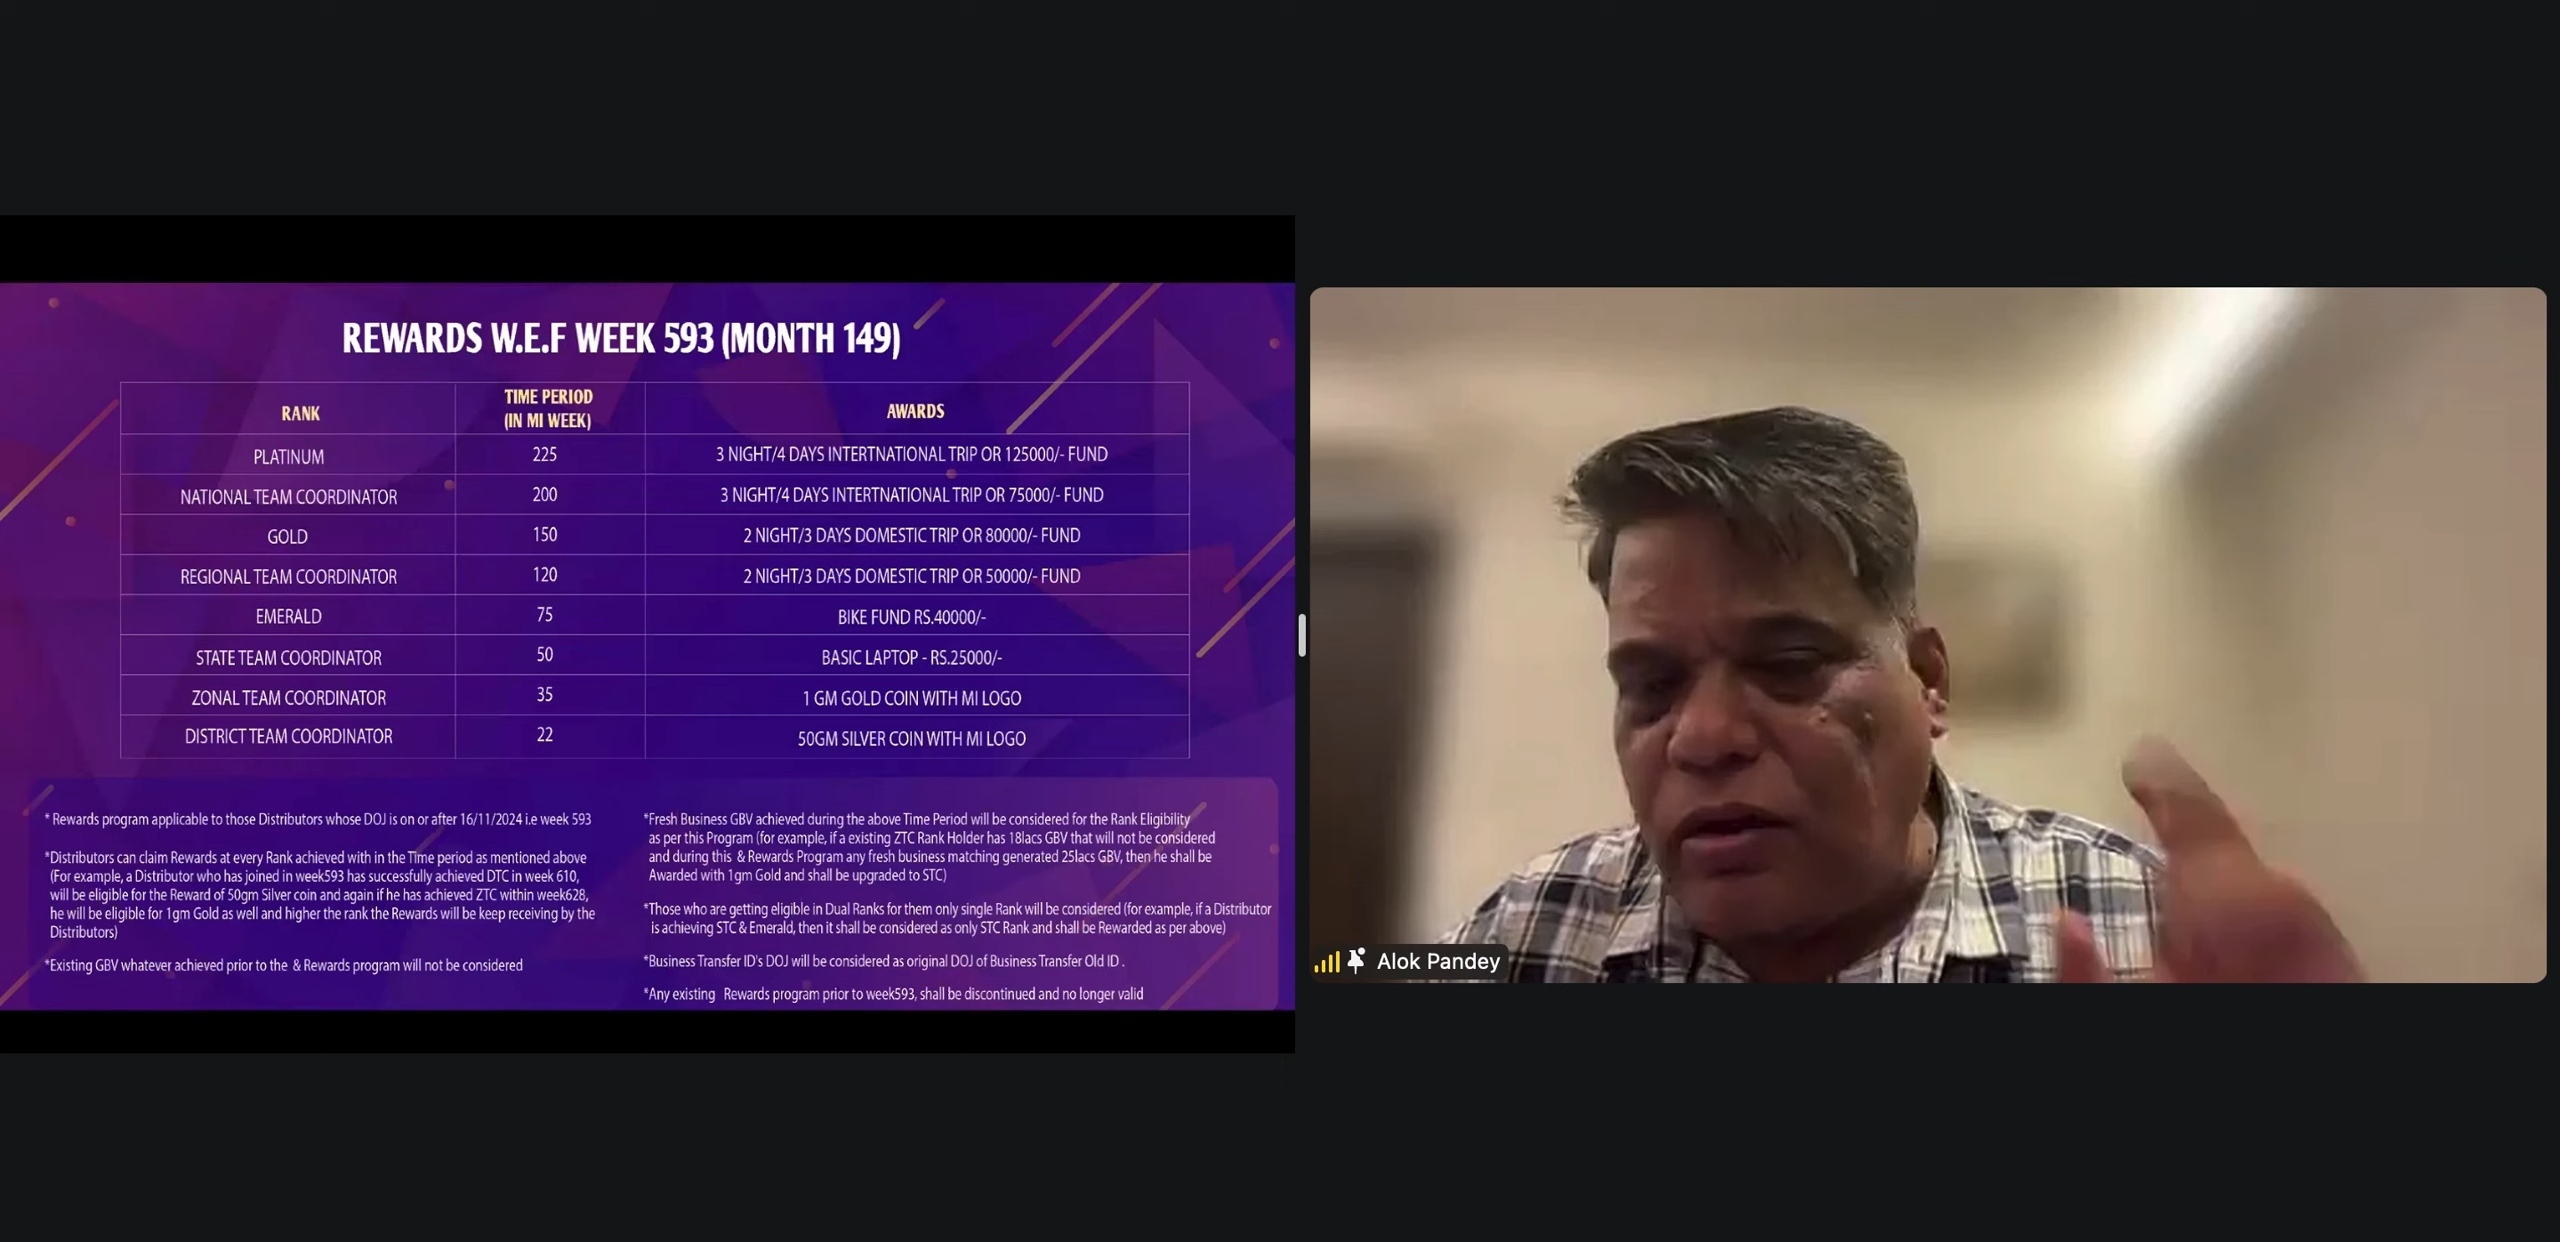 REWARDS W.E.F WEEK 593 (MONTH 149)
RANK
TIME PERIOD
(IN MI WEEK)
AWARDS
PLATINUM 225 3 NIGHT/4 DAYS INTERTNATIONAL TRIP OR 125000/- FUND
NATIONAL TEAM COORDINATOR 200 3 NIGHT/4 DAYS INTERTNATIONAL TRIP OR 75000/- FUND
GOLD 150 2 NIGHT/3 DAYS DOMESTIC TRIP OR 80000/- FUND
REGIONAL TEAM COORDINATOR 120 2 NIGHT/3 DAYS DOMESTIC TRIP OR 50000/- FUND
EMERALD 75 BIKE FUND RS.40000/-
STATE TEAM COORDINATOR 50 BASIC LAPTOP - RS.25000/-
ZONAL TEAM COORDINATOR 35 1 GM GOLD COIN WITH MI LOGO
DISTRICT TEAM COORDINATOR 22 50GM SILVER COIN WITH MI LOGO
* Rewards program applicable to those Distributors whose DOJ is on or after 16/11/2024 i.e week 593
*Distributors can claim Rewards at every Rank achieved with in the Time period as mentioned above
(For example, a Distributor who has joined in week593 has successfully achieved DTC in week 610,
will be eligible for the Reward of 50gm Silver coin and again if he has achieved ZTC within week628,
he will be eligible for 1gm Gold as well and higher the rank the Rewards will be keep receiving by the
Distributors)
*Existing GBV whatever achieved prior to the & Rewards program will not be considered
*Fresh Business GBV achieved during the above Time Period will be considered for the Rank Eligibility
as per this Program (for example, if a existing ZTC Rank Holder has 18lacs GBV that will not be considered
and during this & Rewards Program any fresh business matching generated 25lacs GBV, then he shall be
Awarded with 1gm Gold and shall be upgraded to STC)
*Those who are getting eligible in Dual Ranks for them only single Rank will be considered (for example, if a Distributor
is achieving STC & Emerald, then it shall be considered as only STC Rank and shall be Rewarded as per above)
*Business Transfer ID's DOJ will be considered as original DOJ of Business Transfer Old ID .
*Any existing Rewards program prior to week593, shall be discontinued and no longer valid
Alok Pandey